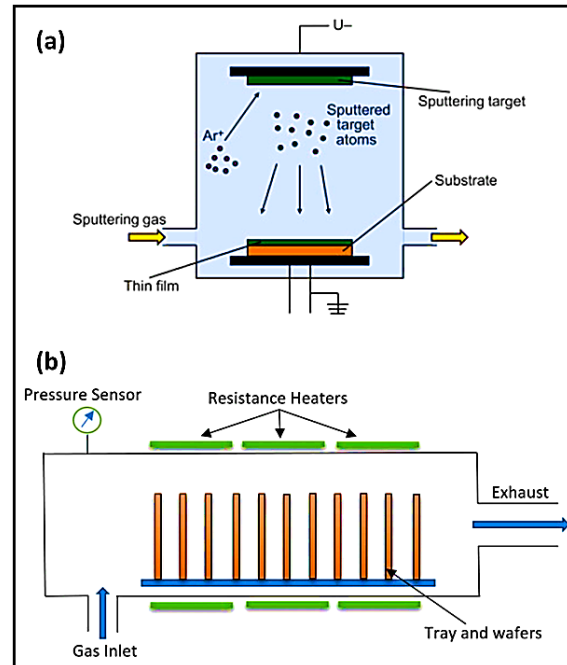 (a)
U–
Sputtering target
Ar+
Sputtered
target
atoms
Substrate
Sputtering gas
Thin film
(b)
Pressure Sensor
Resistance Heaters
Exhaust
Tray and wafers
Gas Inlet